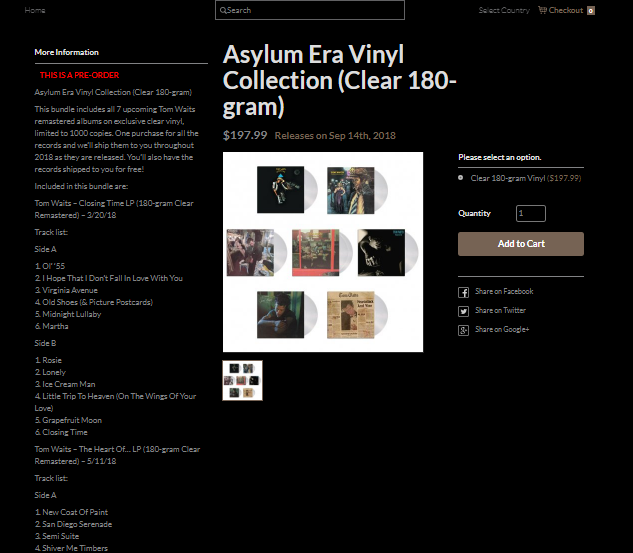 Home
Search
Select Country
Checkout
0
More Information
THIS IS A PRE-ORDER
Asylum Era Vinyl Collection (Clear 180-gram)
This bundle includes all 7 upcoming Tom Waits
remastered albums on exclusive clear vinyl,
limited to 1000 copies. One purchase for all the
records and we'll ship them to you throughout
2018 as they are released. You'll also have the
records shipped to you for free!
Included in this bundle are:
Tom Waits – Closing Time LP (180-gram Clear
Remastered) – 3/20/18
Track list:
Side A
1. Ol' '55
2. I Hope That I Don't Fall In Love With You
3. Virginia Avenue
4. Old Shoes (& Picture Postcards)
5. Midnight Lullaby
6. Martha
Side B
1. Rosie
2. Lonely
3. Ice Cream Man
4. Little Trip To Heaven (On The Wings Of Your
Love)
5. Grapefruit Moon
6. Closing Time
Tom Waits – The Heart Of... LP (180-gram Clear
Remastered) – 5/11/18
Track list:
Side A
1. New Coat Of Paint
2. San Diego Serenade
3. Semi Suite
4. Shiver Me Timbers
Asylum Era Vinyl
Collection (Clear 180-
gram)
$197.99 Releases on Sep 14th, 2018
Please select an option.
Clear 180-gram Vinyl ($197.99)
Quantity
1
Add to Cart
Share on Facebook
Share on Twitter
Share on Google+